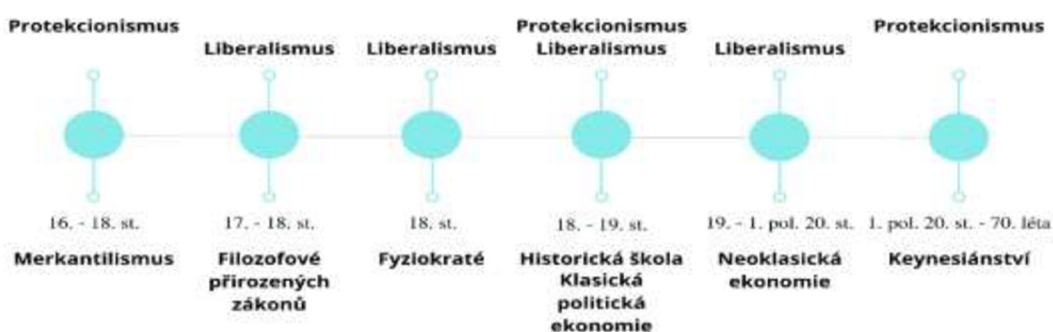 Protekcionismus
Liberalismus
Liberalismus
Protekcionismus
Liberalismus
Liberalismus
Protekcionismus
16. - 18. st.
17. - 18. st.
18. st.
18. - 19. st.
19. - 1. pol. 20. st.
1. pol. 20. st. - 70. léta
Merkantilismus
Filozofové
přirozených
zákonů
Fyziokraté
Historická škola
Klasická
politická
ekonomie
Neoklasická
ekonomie
Keynesiánství